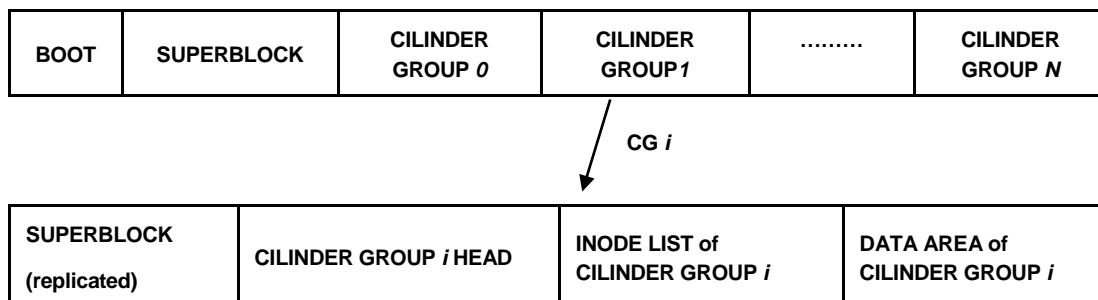 BOOT
SUPERBLOCK
CILINDER
GROUP 0
CILINDER
GROUP1
………
CILINDER
GROUP N
CG i
SUPERBLOCK
(replicated)
CILINDER GROUP i HEAD
INODE LIST of
CILINDER GROUP i
DATA AREA of
CILINDER GROUP i